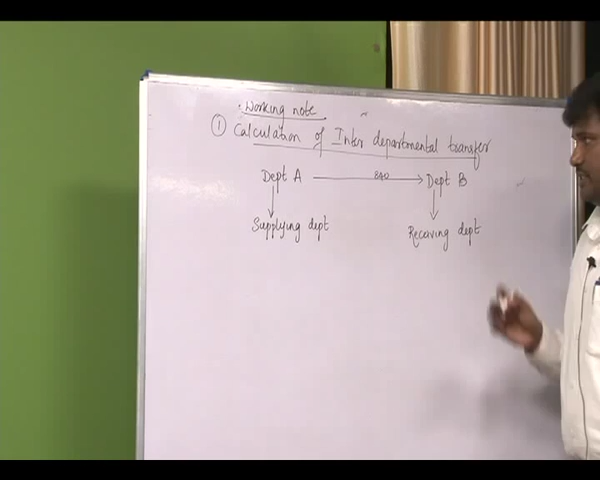 Working note
① Calculation of Inter departmental transfer
Dept A 840 Dept B
Supplying dept Receiving dept